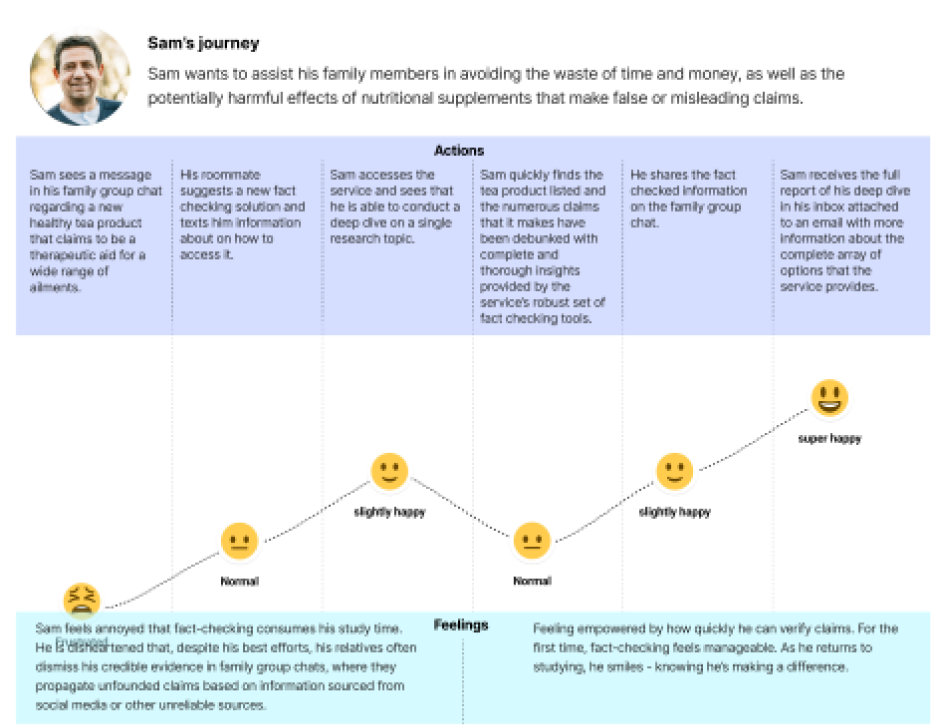 Sam's journey
Sam wants to assist his family members in avoiding the waste of time and money, as well as the
potentially harmful effects of nutritional supplements that make false or misleading claims.
Actions
Sam sees a message
in his family group chat
regarding a new
healthy tea product
that claims to be a
therapeutic aid for a
wide range of
ailments.
His roommate
suggests a new fact
checking solution and
texts him information
about on how to
access it.
Sam accesses the
service and sees that
he is able to conduct a
deep dive on a single
research topic.
Sam quickly finds the
tea product listed and
the numerous claims
that it makes have
been debunked with
complete and
thorough insights
provided by the
service's robust set of
fact checking tools.
He shares the fact
checked information
on the family group
chat.
Sam receives the full
report of his deep dive
in his inbox attached
to an email with more
information about the
complete array of
options that the
service provides.
super happy
slightly happy
slightly happy
Normal
Normal
Frustrated
Feelings
Sam feels annoyed that fact-checking consumes his study time.
He is disheartened that, despite his best efforts, his relatives often
dismiss his credible evidence in family group chats, where they
propagate unfounded claims based on information sourced from
social media or other unreliable sources.
Feeling empowered by how quickly he can verify claims. For the
first time, fact-checking feels manageable. As he returns to
studying, he smiles - knowing he's making a difference.